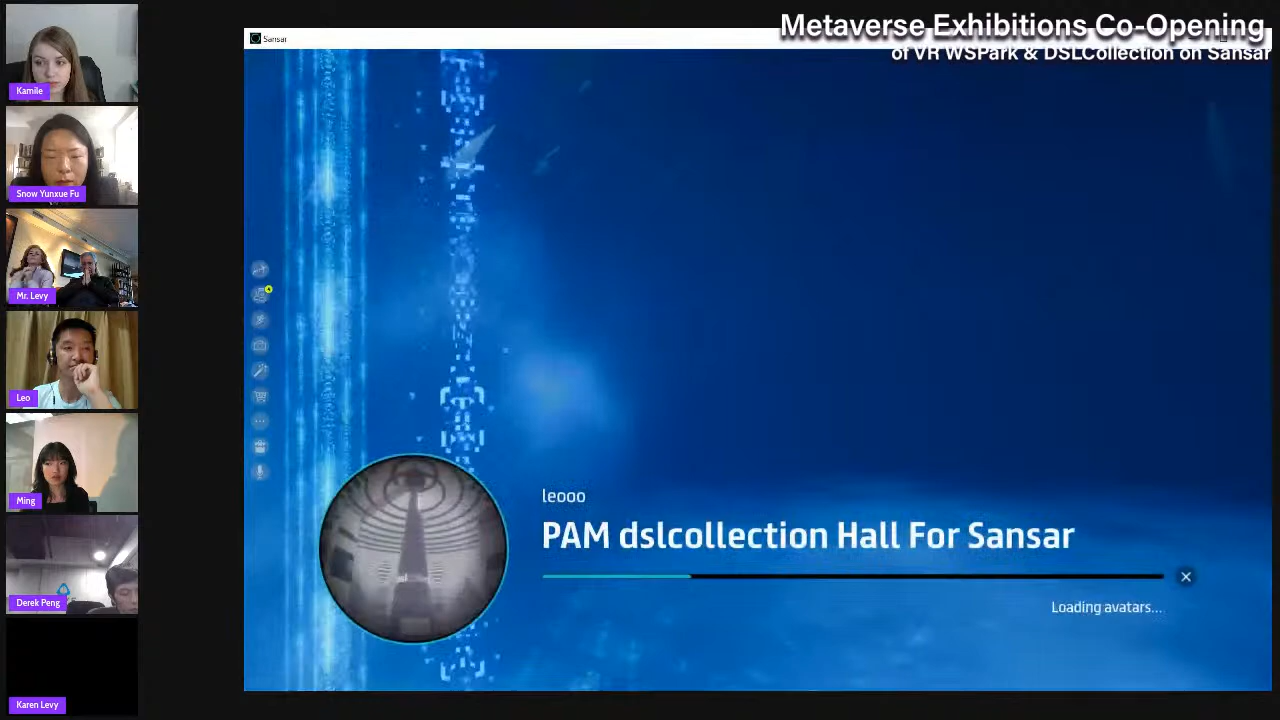 Metaverse Exhibitions Co-Opening
of VR WSPark & DSLCollection on Sansar
Sansar
Kamile
Snow Yunxue Fu
Mr. Levy
Leo
Ming
Derek Peng
Karen Levy
leooo
PAM dslcollection Hall For Sansar
Loading avatars...